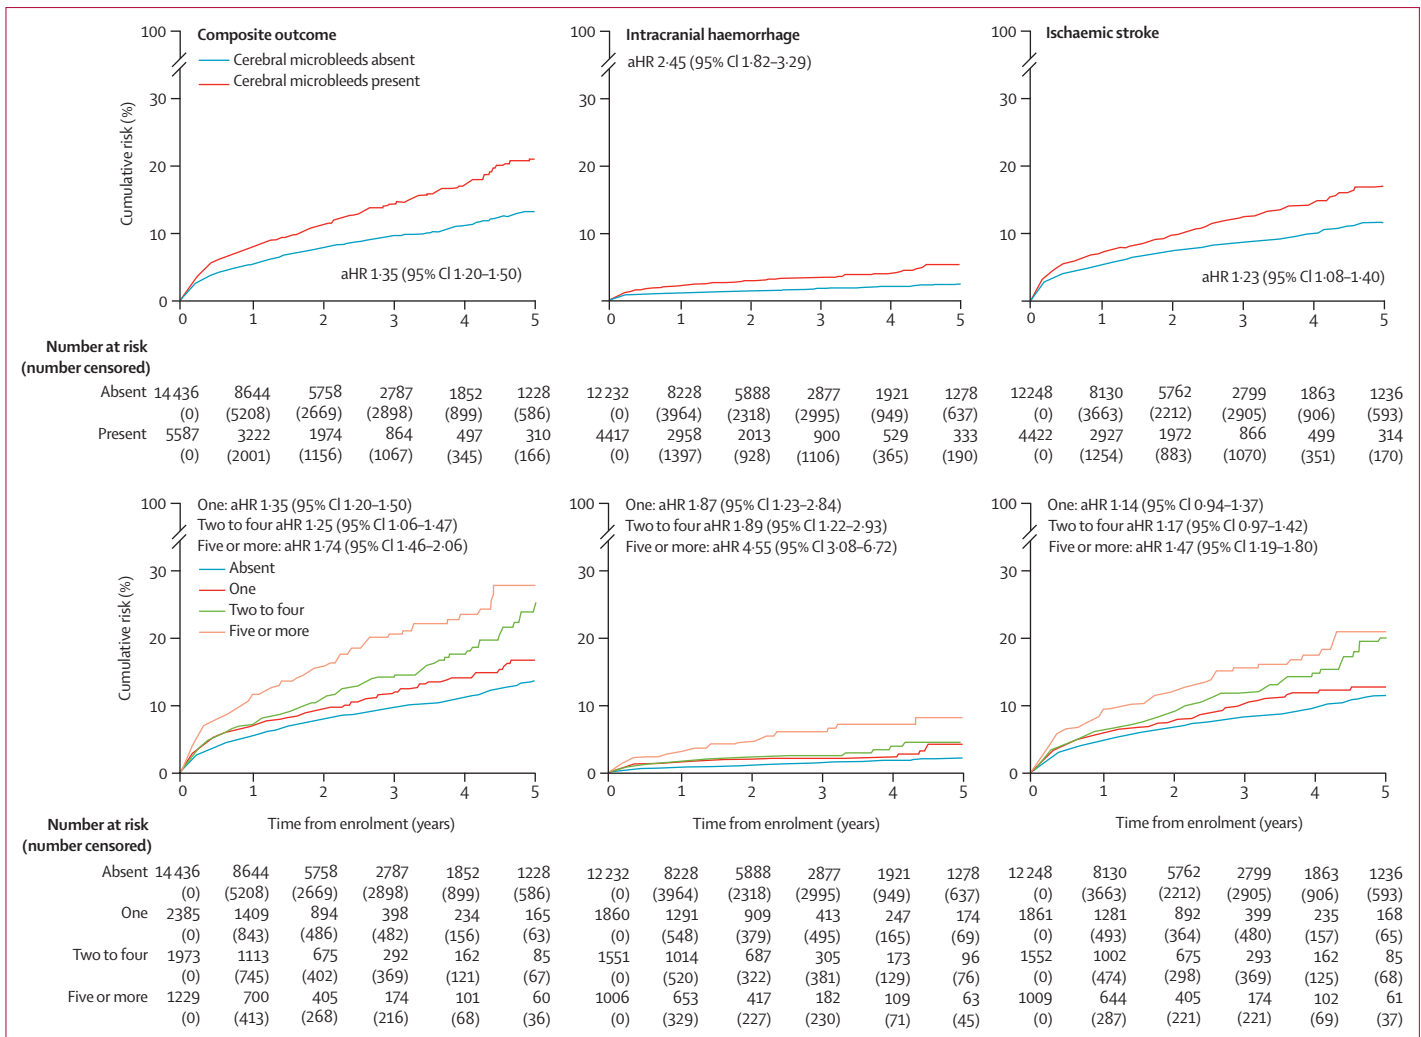 Composite outcome
Cerebral microbleeds absent
Cerebral microbleeds present
aHR 1·35 (95% CI 1·20–1·50)
Cumulative risk (%)
100
30
20
10
0
0 1 2 3 4 5
Intracranial haemorrhage
aHR 2·45 (95% CI 1·82–3·29)
100
30
20
10
0
0 1 2 3 4 5
Ischaemic stroke
aHR 1·23 (95% CI 1·08–1·40)
100
30
20
10
0
0 1 2 3 4 5
Number at risk
(number censored)
Absent 14 436 8644 5758 2787 1852 1228 12 232 8228 5888 2877 1921 1278 12 248 8130 5762 2799 1863 1236
(0) (5208) (2669) (2898) (899) (586) (0) (3964) (2318) (2995) (949) (637) (0) (3663) (2212) (2905) (906) (593)
Present 5587 3222 1974 864 497 310 4417 2958 2013 900 529 333 4422 2927 1972 866 499 314
(0) (2001) (1156) (1067) (345) (166) (0) (1397) (928) (1106) (365) (190) (0) (1254) (883) (1070) (351) (170)
One: aHR 1·35 (95% CI 1·20–1·50)
Two to four aHR 1·25 (95% CI 1·06–1·47)
Five or more: aHR 1·74 (95% CI 1·46–2·06)
Absent
One
Two to four
Five or more
Cumulative risk (%)
100
30
20
10
0
0 1 2 3 4 5
Time from enrolment (years)
One: aHR 1·87 (95% CI 1·23–2·84)
Two to four aHR 1·89 (95% CI 1·22–2·93)
Five or more: aHR 4·55 (95% CI 3·08–6·72)
100
30
20
10
0
0 1 2 3 4 5
Time from enrolment (years)
One: aHR 1·14 (95% CI 0·94–1·37)
Two to four aHR 1·17 (95% CI 0·97–1·42)
Five or more: aHR 1·47 (95% CI 1·19–1·80)
100
30
20
10
0
0 1 2 3 4 5
Time from enrolment (years)
Number at risk
(number censored)
Absent 14 436 8644 5758 2787 1852 1228 12 232 8228 5888 2877 1921 1278 12 248 8130 5762 2799 1863 1236
(0) (5208) (2669) (2898) (899) (586) (0) (3964) (2318) (2995) (949) (637) (0) (3663) (2212) (2905) (906) (593)
One 2385 1409 894 398 234 165 1860 1291 909 413 247 174 1861 1281 892 399 235 168
(0) (843) (486) (482) (156) (63) (0) (548) (379) (495) (165) (69) (0) (493) (364) (480) (157) (65)
Two to four 1973 1113 675 292 162 85 1551 1014 687 305 173 96 1552 1002 675 293 162 85
(0) (745) (402) (369) (121) (67) (0) (520) (322) (381) (129) (76) (0) (474) (298) (369) (125) (68)
Five or more 1229 700 405 174 101 60 1006 653 417 182 109 63 1009 644 405 174 102 61
(0) (413) (268) (216) (68) (36) (0) (329) (227) (230) (71) (45) (0) (287) (221) (221) (69) (37)